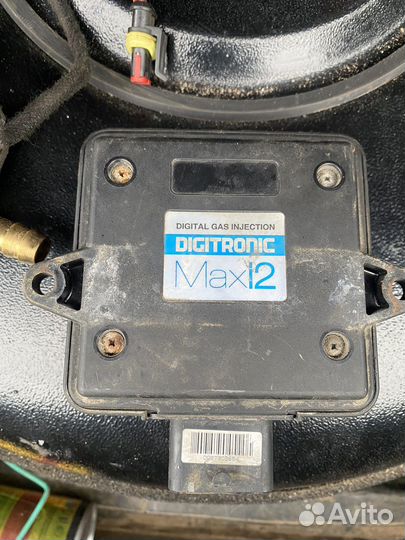 DIGITAL GAS INJECTION
DIGITRONIC
Maxi2
Avito